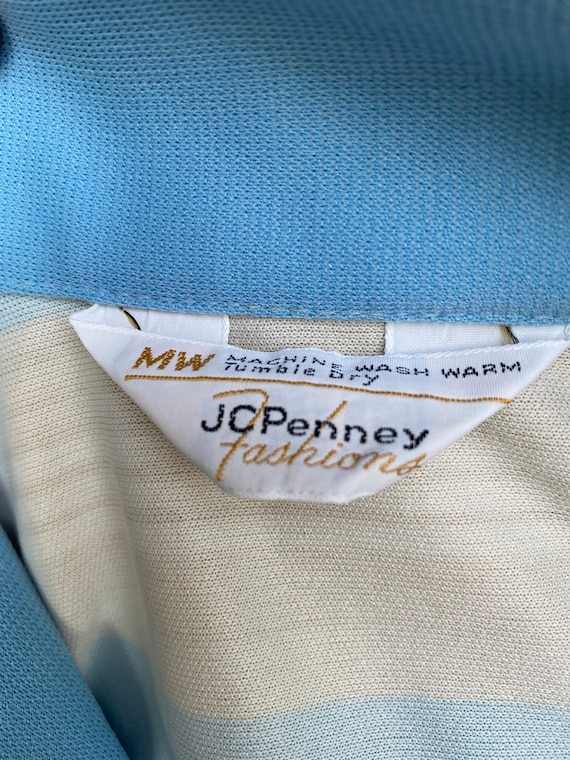 MW MACHINE WASH WARM
Tumble Dry
JCPenney
Fashions